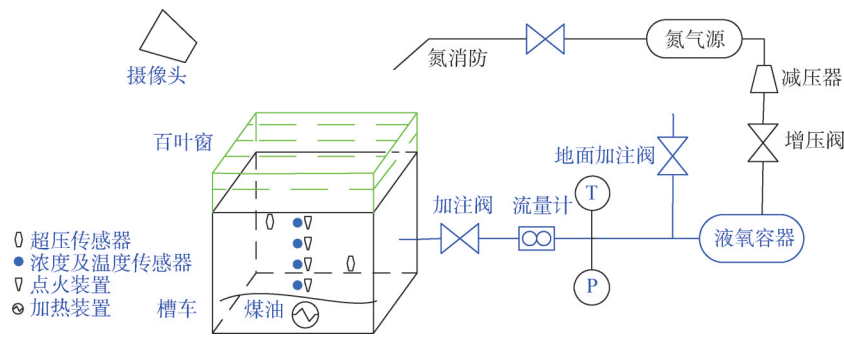 摄像头
氮消防
氮气源
减压器
百叶窗
地面加注阀
增压阀
加注阀
流量计
T
液氧容器
P
超压传感器
浓度及温度传感器
点火装置
加热装置
槽车
煤油